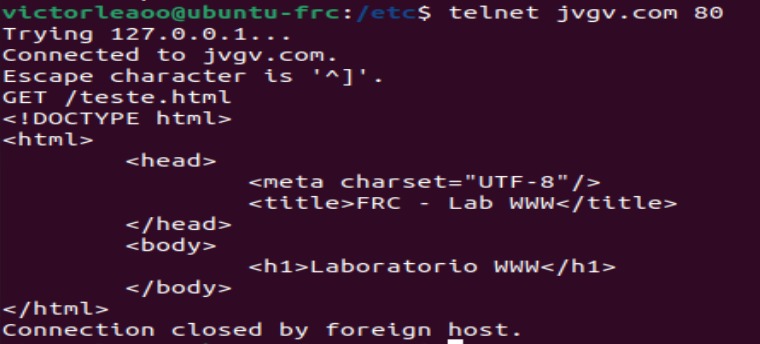 victorleaoo@ubuntu-frc:/etc$ telnet jvgv.com 80
Trying 127.0.0.1...
Connected to jvgv.com.
Escape character is '^]'.
GET /teste.html
<!DOCTYPE html>
<html>
        <head>
                <meta charset="UTF-8"/>
                <title>FRC - Lab WWW</title>
        </head>
        <body>
                <h1>Laboratorio WWW</h1>
        </body>
</html>
Connection closed by foreign host.